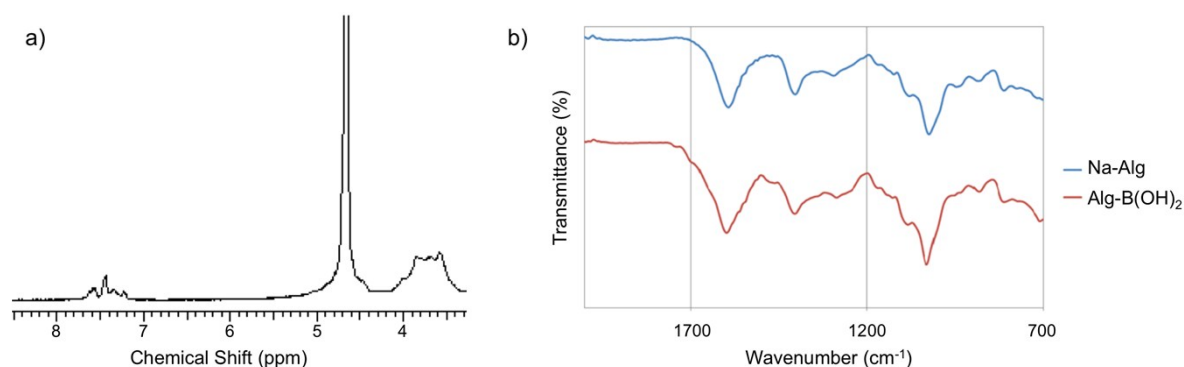 a)
8 7 6 5 4
Chemical Shift (ppm)
b)
Transmittance (%)
1700 1200 700
Wavenumber (cm⁻¹)
Na-Alg
Alg-B(OH)₂